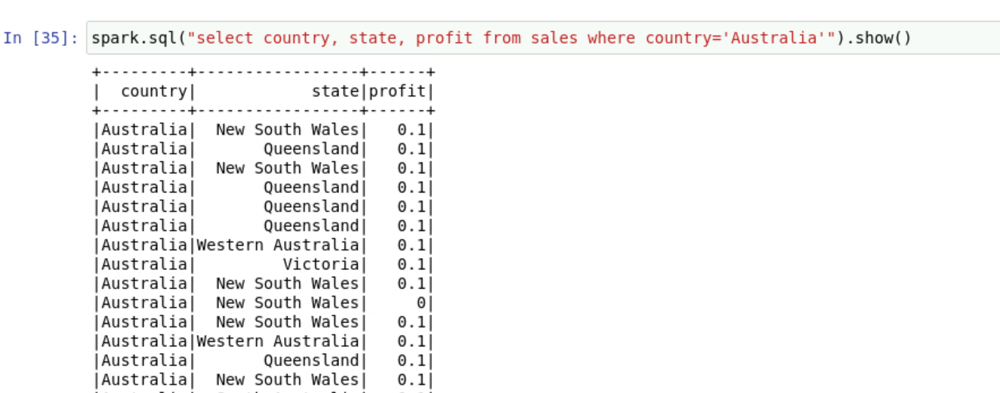 In [35]: spark.sql("select country, state, profit from sales where country='Australia'").show()
+---------+-----------------+------+
|  country|            state|profit|
+---------+-----------------+------+
|Australia|  New South Wales|   0.1|
|Australia|       Queensland|   0.1|
|Australia|  New South Wales|   0.1|
|Australia|       Queensland|   0.1|
|Australia|       Queensland|   0.1|
|Australia|       Queensland|   0.1|
|Australia|Western Australia|   0.1|
|Australia|         Victoria|   0.1|
|Australia|  New South Wales|   0.1|
|Australia|  New South Wales|     0|
|Australia|  New South Wales|   0.1|
|Australia|Western Australia|   0.1|
|Australia|       Queensland|   0.1|
|Australia|  New South Wales|   0.1|